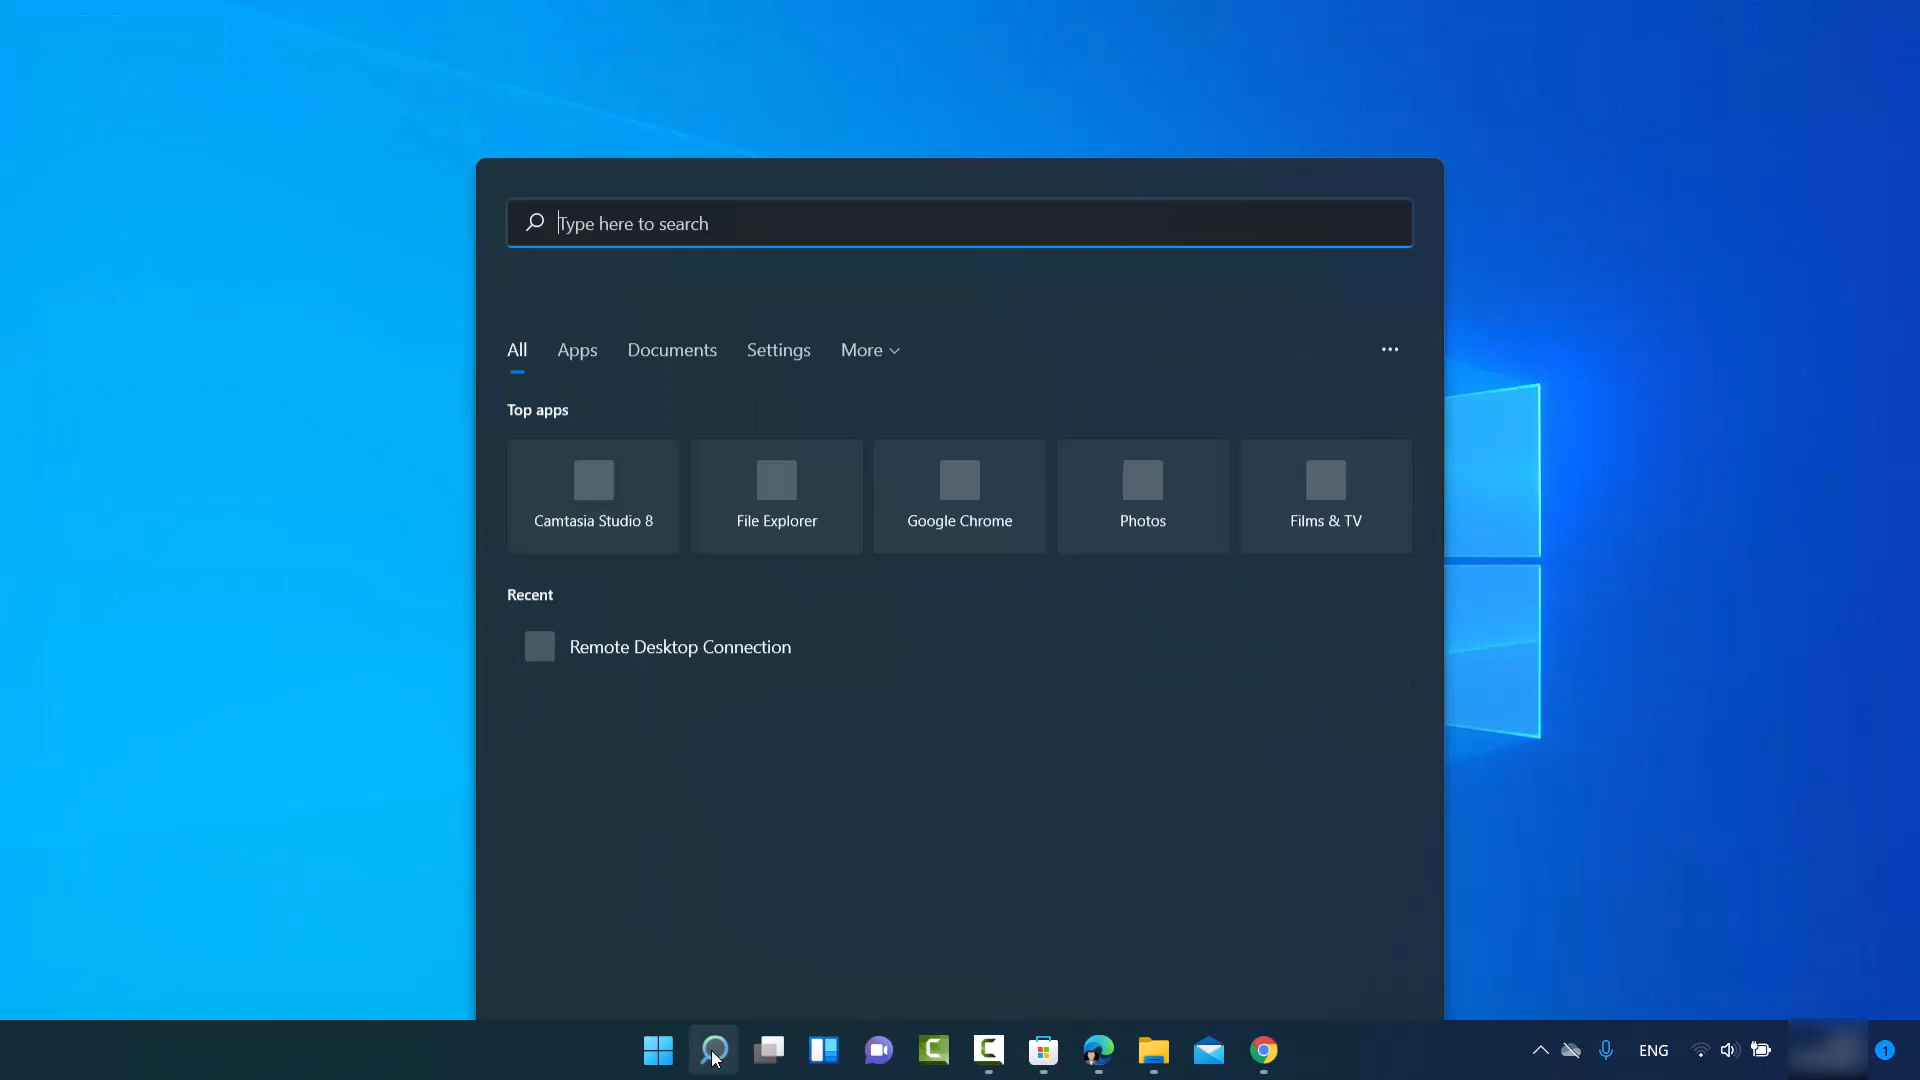 Type here to search
All Apps Documents Settings More
Top apps
Camtasia Studio 8 File Explorer Google Chrome Photos Films & TV
Recent
Remote Desktop Connection
ENG 1